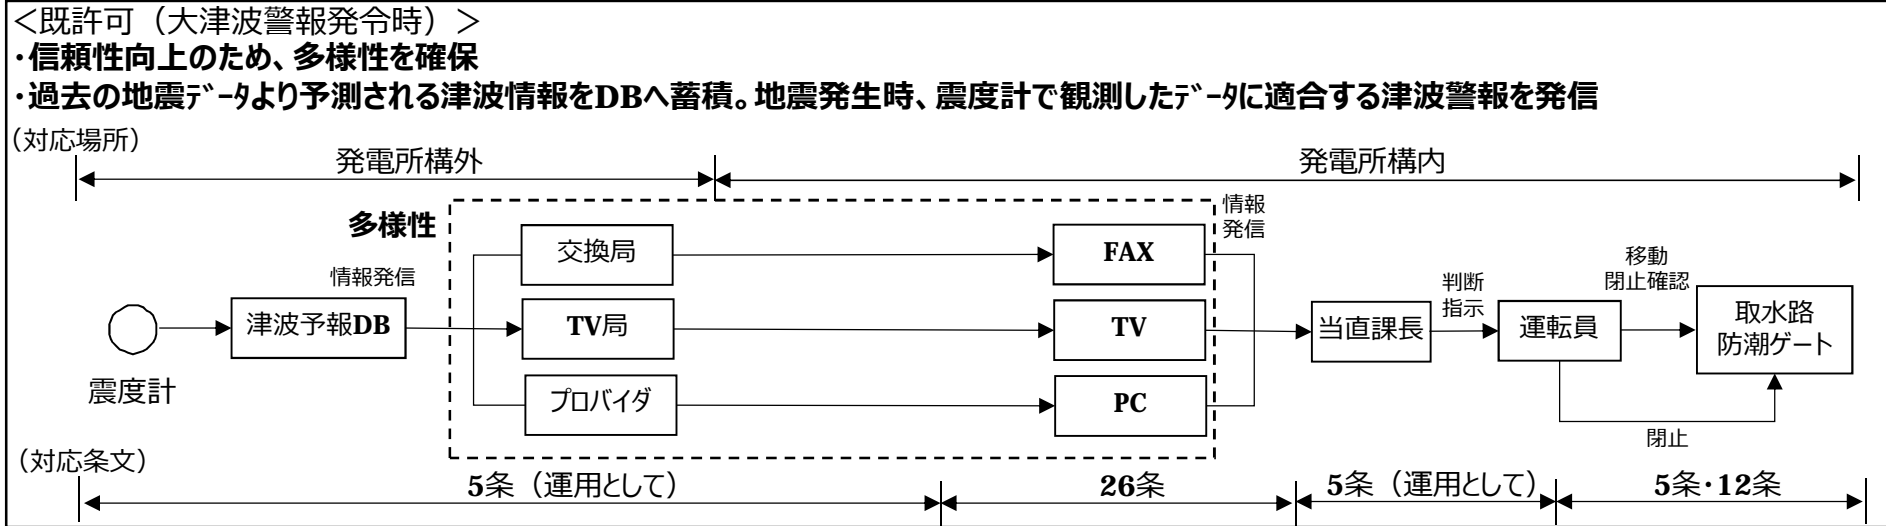 ＜既許可（大津波警報発令時）＞
・信頼性向上のため、多様性を確保
・過去の地震ﾃﾞｰﾀより予測される津波情報をDBへ蓄積。地震発生時、震度計で観測したﾃﾞｰﾀに適合する津波警報を発信
（対応場所）
発電所構外
発電所構内
多様性
情報発信
震度計
津波予報DB
交換局
TV局
プロバイダ
FAX
TV
PC
情報
発信
当直課長
判断
指示
運転員
移動
閉止確認
取水路
防潮ゲート
閉止
（対応条文）
5条（運用として）
26条
5条（運用として）
5条・12条